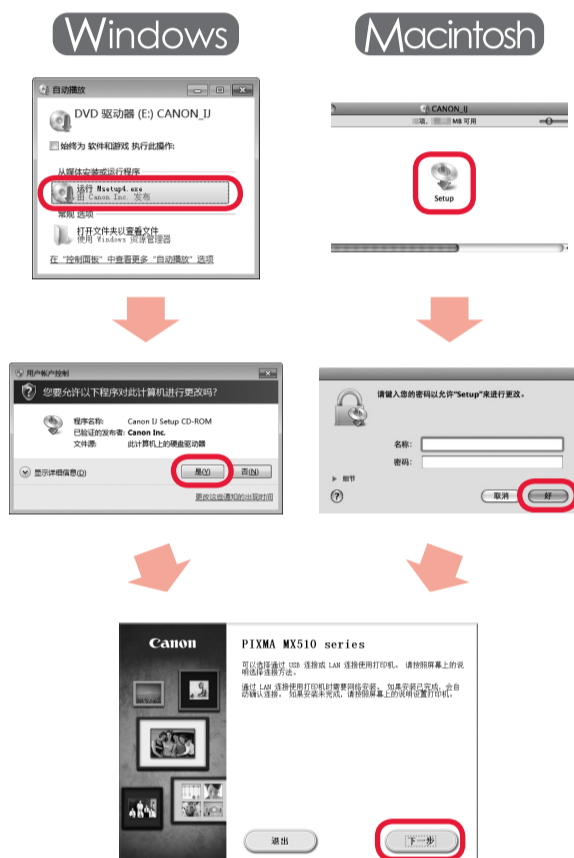 Windows
Macintosh
自动播放
DVD 驱动器 (E:) CANON_IJ
始终为 软件和游戏 执行此操作:
从媒体安装或运行程序
运行 Msetup4.exe
由 Canon Inc. 发布
常规 选项
打开文件夹以查看文件
使用 Windows 资源管理器
在 "控制面板" 中查看更多 "自动播放" 选项
CANON_IJ
项, MB 可用
Setup
用户帐户控制
您要允许以下程序对此计算机进行更改吗?
程序名称: Canon IJ Setup CD-ROM
已验证的发布者: Canon Inc.
文件源: 此计算机上的硬盘驱动器
显示详细信息(D)
是(Y)
否(N)
更改这些通知的出现时间
请键入您的密码以允许"Setup"来进行更改。
名称:
密码:
细节
?
取消
好
Canon
PIXMA MX510 series
可以选择通过 USB 连接或 LAN 连接使用打印机。 请按照屏幕上的说
明选择连接方法。
通过 LAN 连接使用打印机时需要网络安装。 如果安装已完成, 会自
动确认连接。 如果安装未完成, 请按照屏幕上的说明设置打印机。
退出
下一步